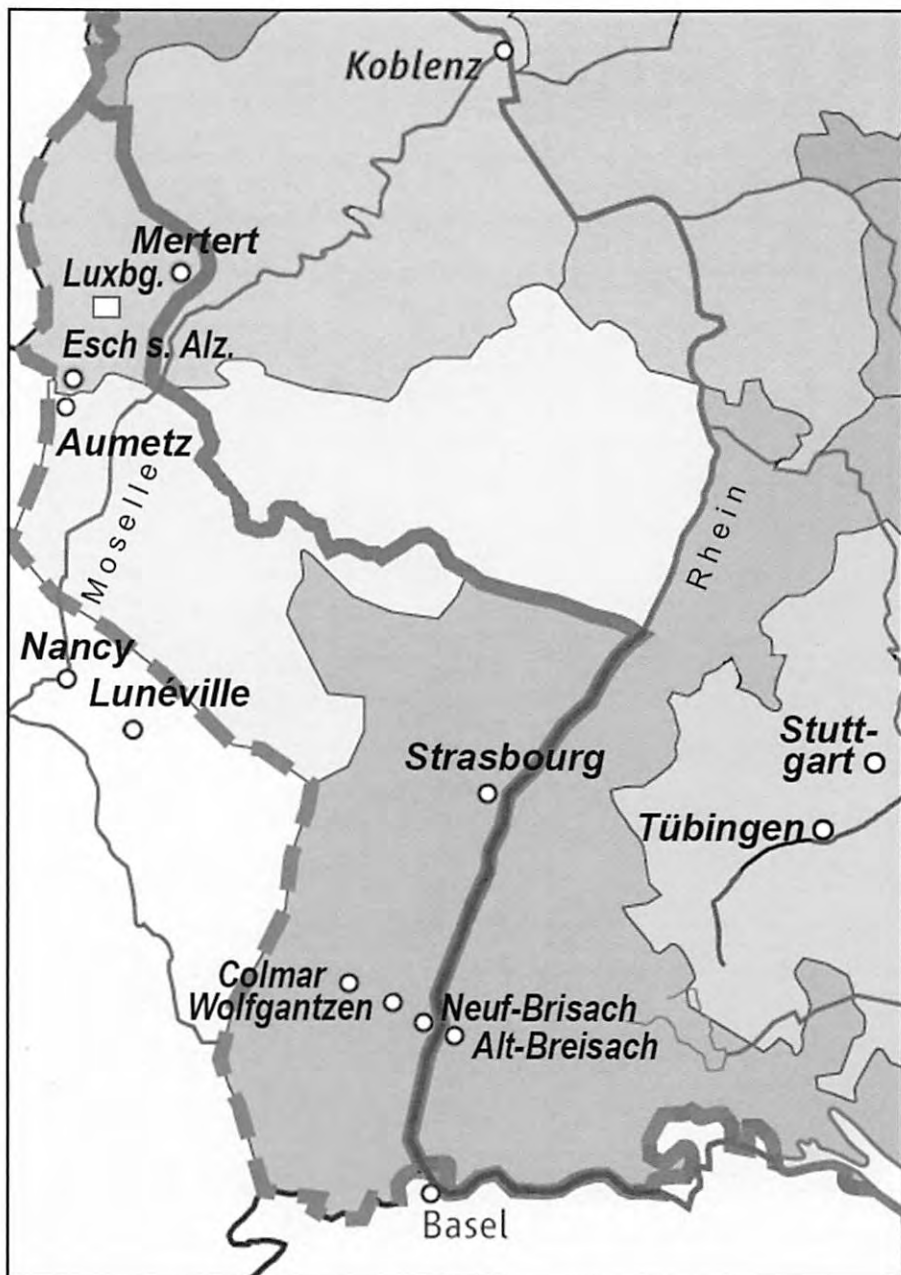 Koblenz
Mertert
Luxbg.
Esch s. Alz.
Aumetz
Moselle
Rhein
Nancy
Lunéville
Strasbourg
Stutt-
gart
Tübingen
Colmar
Wolfgantzen
Neuf-Brisach
Alt-Breisach
Basel